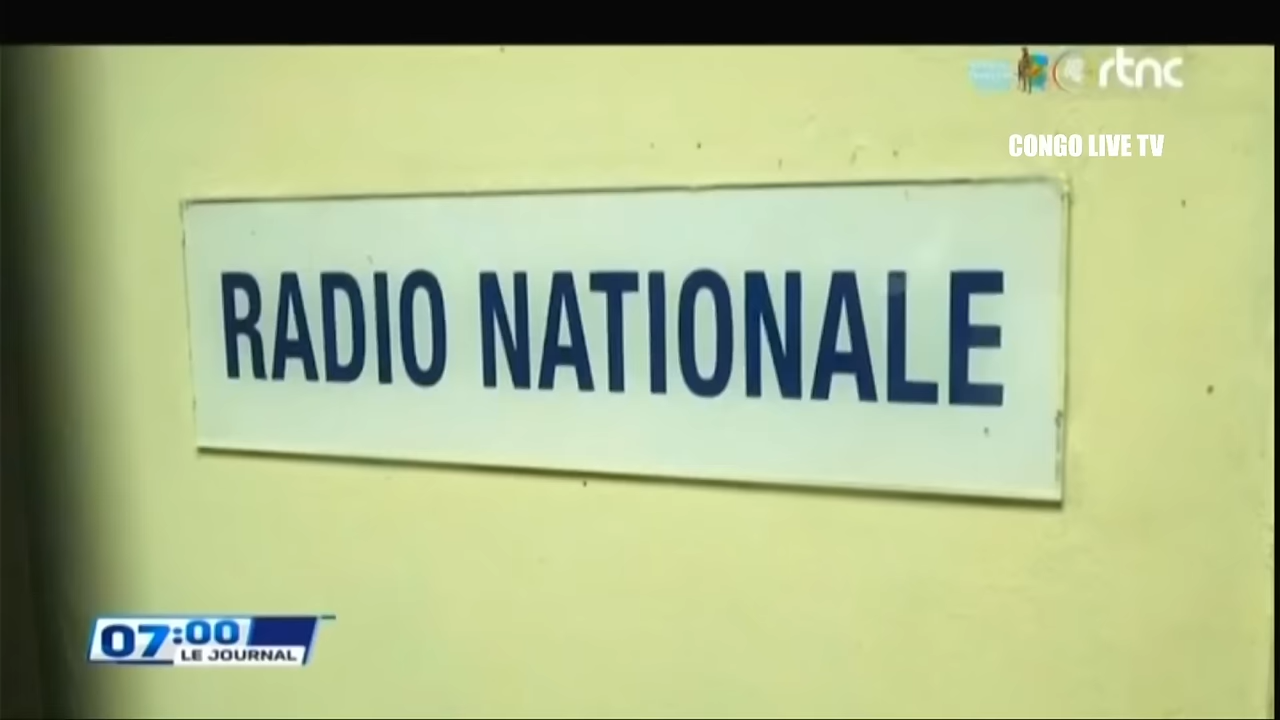 rtnc
CONGO LIVE TV
RADIO NATIONALE
07:00
LE JOURNAL